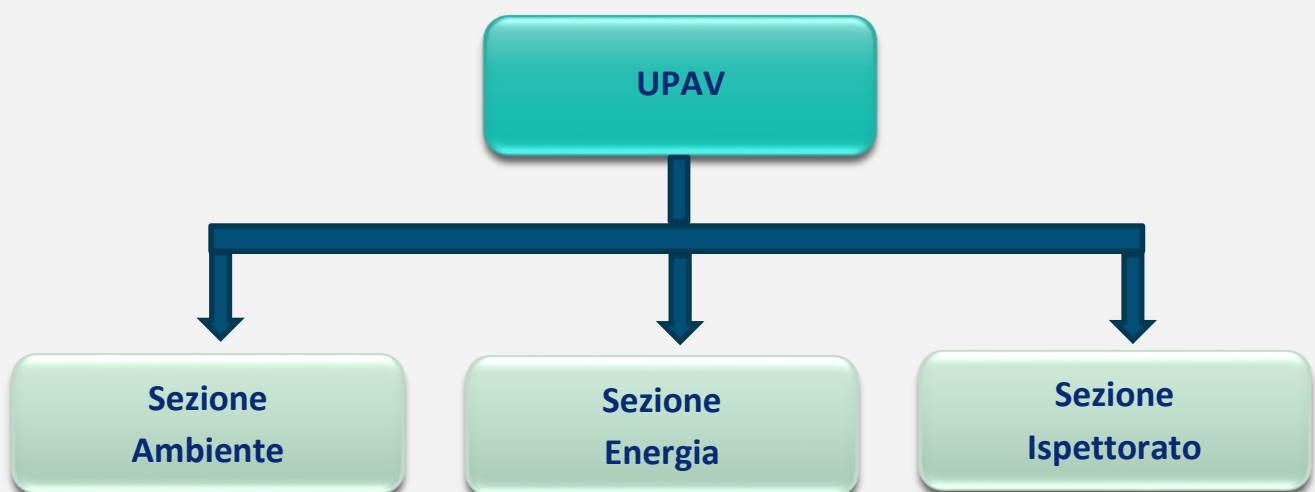 UPAV
Sezione
Ambiente
Sezione
Energia
Sezione
Ispettorato